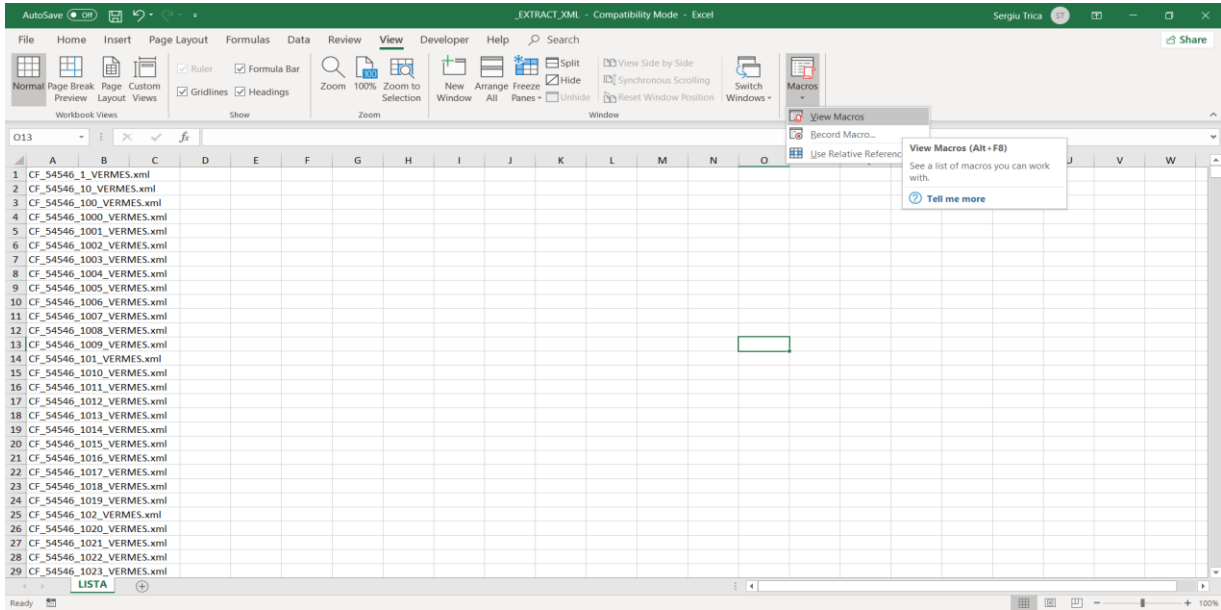 AutoSave Off _EXTRACT_XML - Compatibility Mode - Excel Sergiu Trica ST
File Home Insert Page Layout Formulas Data Review View Developer Help Search Share
Normal Page Break Preview Page Layout Custom Views
Workbook Views
Ruler Formula Bar
Gridlines Headings
Show
Zoom 100% Zoom to Selection
Zoom
New Window Arrange All Freeze Panes
Split
Hide
Unhide
View Side by Side
Synchronous Scrolling
Reset Window Position
Switch Windows
Window
Macros
View Macros
Record Macro...
Use Relative Referenc
View Macros (Alt+F8)
See a list of macros you can work
with.
Tell me more
O13 fx
A B C D E F G H I J K L M N O U V W
1 CF_54546_1_VERMES.xml
2 CF_54546_10_VERMES.xml
3 CF_54546_100_VERMES.xml
4 CF_54546_1000_VERMES.xml
5 CF_54546_1001_VERMES.xml
6 CF_54546_1002_VERMES.xml
7 CF_54546_1003_VERMES.xml
8 CF_54546_1004_VERMES.xml
9 CF_54546_1005_VERMES.xml
10 CF_54546_1006_VERMES.xml
11 CF_54546_1007_VERMES.xml
12 CF_54546_1008_VERMES.xml
13 CF_54546_1009_VERMES.xml
14 CF_54546_101_VERMES.xml
15 CF_54546_1010_VERMES.xml
16 CF_54546_1011_VERMES.xml
17 CF_54546_1012_VERMES.xml
18 CF_54546_1013_VERMES.xml
19 CF_54546_1014_VERMES.xml
20 CF_54546_1015_VERMES.xml
21 CF_54546_1016_VERMES.xml
22 CF_54546_1017_VERMES.xml
23 CF_54546_1018_VERMES.xml
24 CF_54546_1019_VERMES.xml
25 CF_54546_102_VERMES.xml
26 CF_54546_1020_VERMES.xml
27 CF_54546_1021_VERMES.xml
28 CF_54546_1022_VERMES.xml
29 CF_54546_1023_VERMES.xml
LISTA
Ready 100%